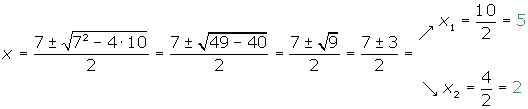 x = (7 ± √(7² − 4·10))/2 = (7 ± √(49 − 40))/2 = (7 ± √9)/2 = (7 ± 3)/2 =
↗ x₁ = 10/2 = 5
↘ x₂ = 4/2 = 2